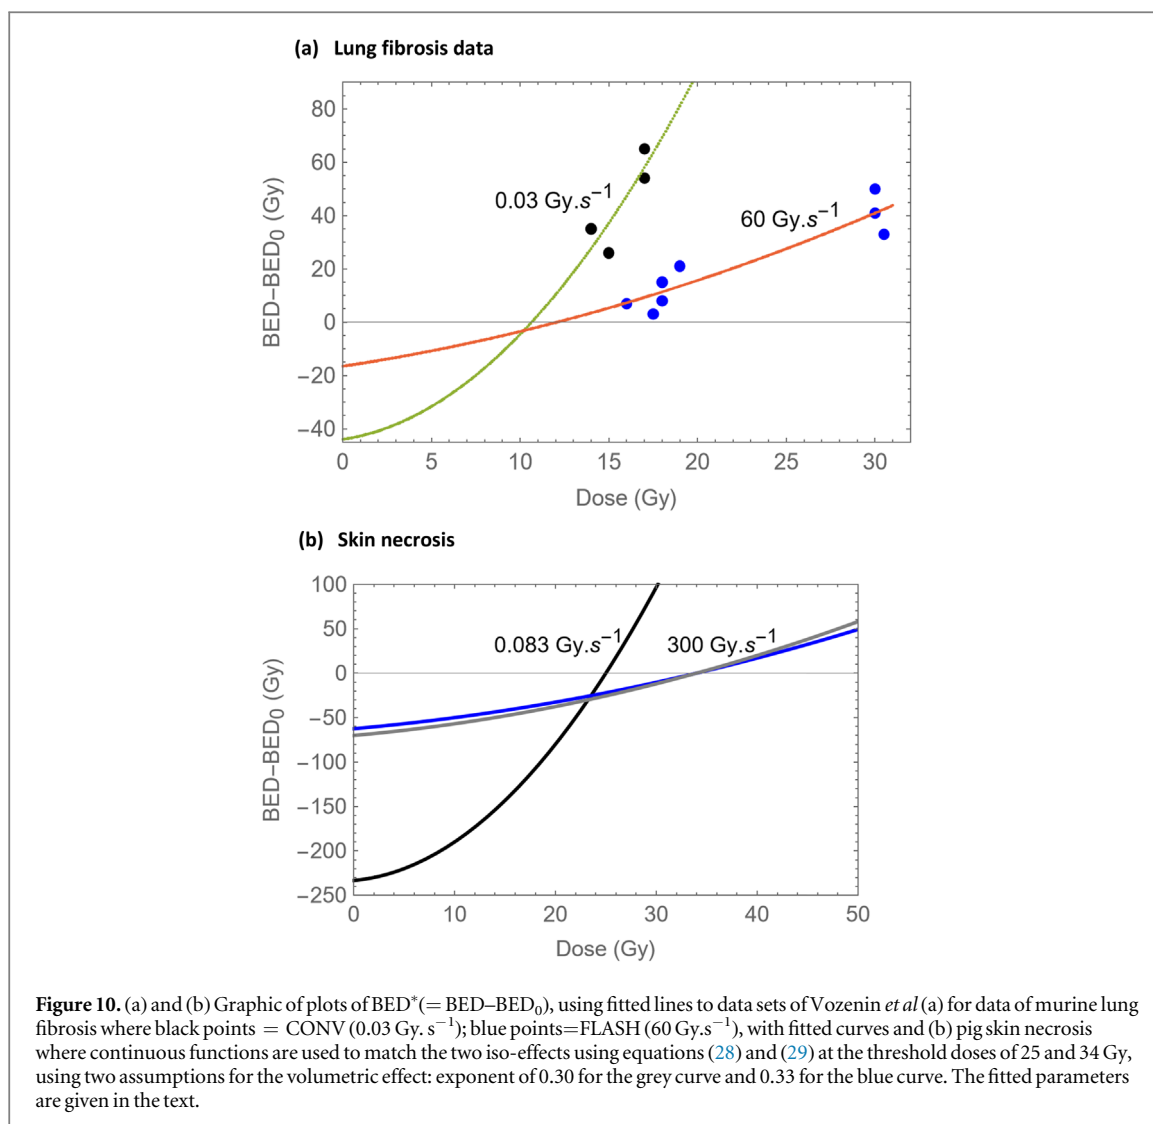 (a) Lung fibrosis data
80
60
40
20
0
−20
−40
BED−BED₀ (Gy)
0.03 Gy.s⁻¹
60 Gy.s⁻¹
0 5 10 15 20 25 30
Dose (Gy)
(b) Skin necrosis
100
50
0
−50
−100
−150
−200
−250
BED−BED₀ (Gy)
0.083 Gy.s⁻¹
300 Gy.s⁻¹
0 10 20 30 40 50
Dose (Gy)
Figure 10. (a) and (b) Graphic of plots of BED*(= BED–BED₀), using fitted lines to data sets of Vozenin et al (a) for data of murine lung
fibrosis where black points = CONV (0.03 Gy. s⁻¹); blue points=FLASH (60 Gy.s⁻¹), with fitted curves and (b) pig skin necrosis
where continuous functions are used to match the two iso-effects using equations (28) and (29) at the threshold doses of 25 and 34 Gy,
using two assumptions for the volumetric effect: exponent of 0.30 for the grey curve and 0.33 for the blue curve. The fitted parameters
are given in the text.